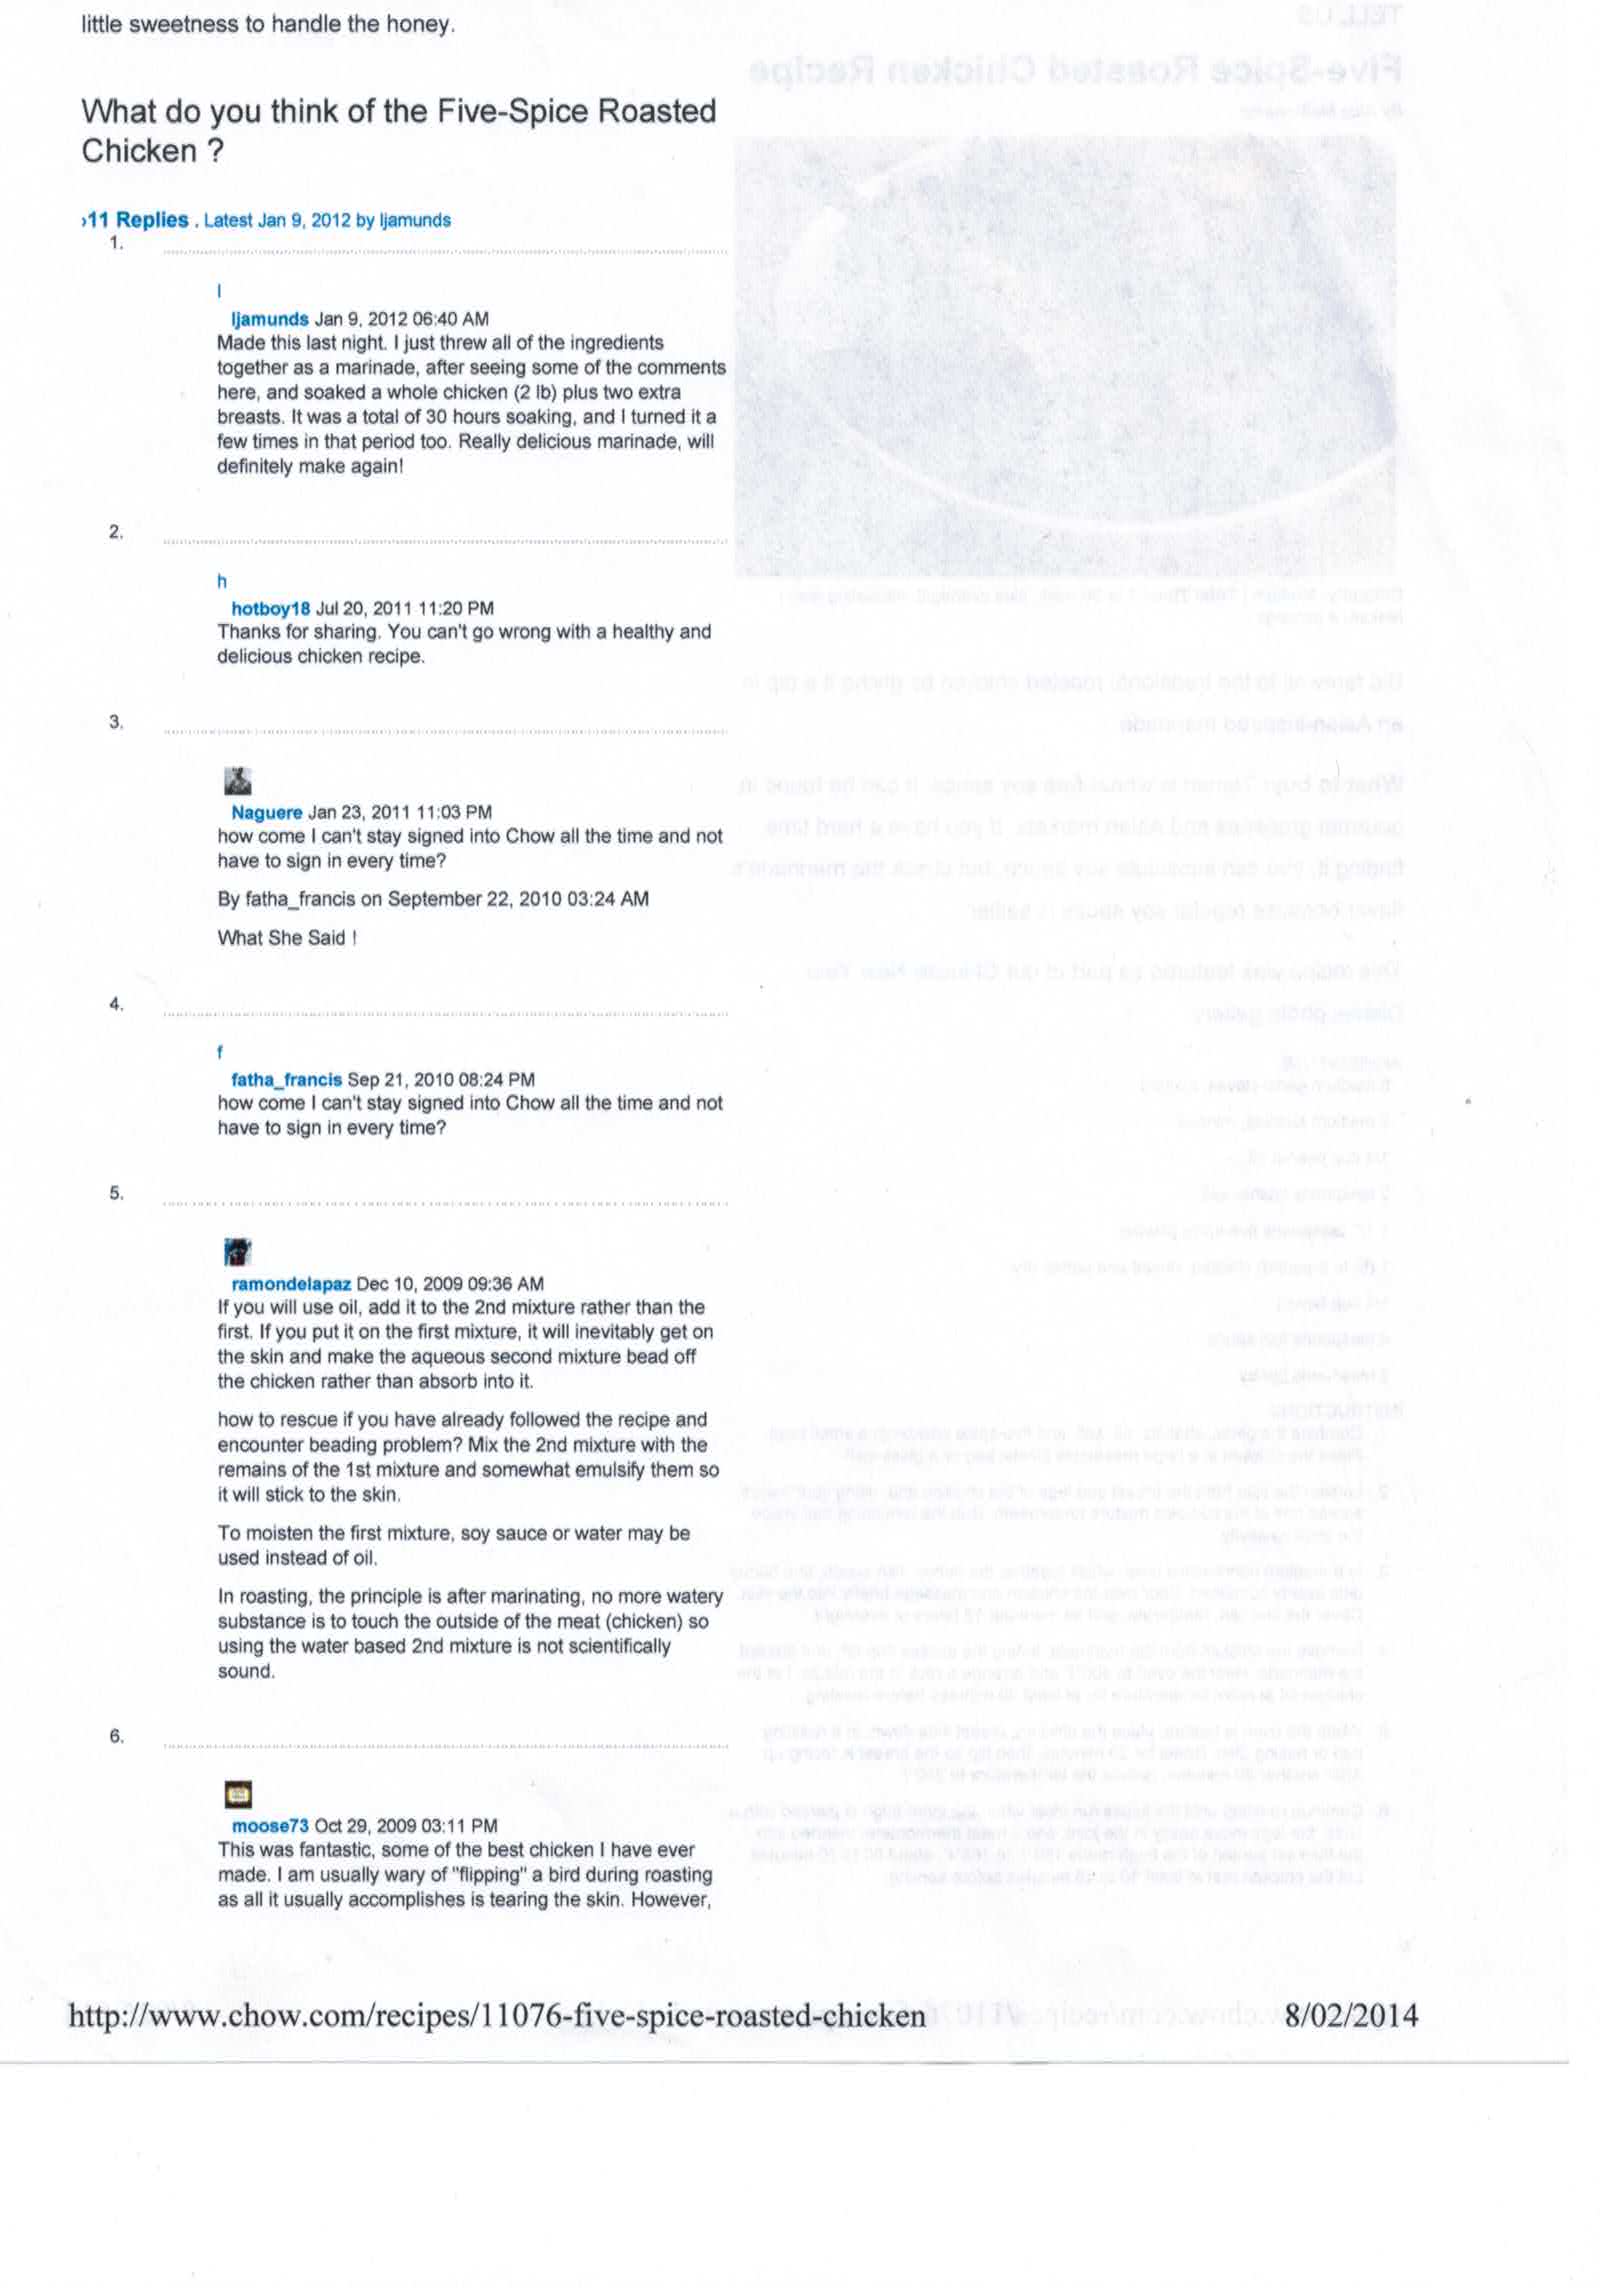 little sweetness to handle the honey.
What do you think of the Five-Spice Roasted
Chicken ?
›11 Replies . Latest Jan 9, 2012 by ljamunds
1.
l
ljamunds Jan 9, 2012 06:40 AM
Made this last night. I just threw all of the ingredients
together as a marinade, after seeing some of the comments
here, and soaked a whole chicken (2 lb) plus two extra
breasts. It was a total of 30 hours soaking, and I turned it a
few times in that period too. Really delicious marinade, will
definitely make again!
2.
h
hotboy18 Jul 20, 2011 11:20 PM
Thanks for sharing. You can't go wrong with a healthy and
delicious chicken recipe.
3.
Naguere Jan 23, 2011 11:03 PM
how come I can't stay signed into Chow all the time and not
have to sign in every time?
By fatha_francis on September 22, 2010 03:24 AM
What She Said !
4.
f
fatha_francis Sep 21, 2010 08:24 PM
how come I can't stay signed into Chow all the time and not
have to sign in every time?
5.
ramondelapaz Dec 10, 2009 09:36 AM
If you will use oil, add it to the 2nd mixture rather than the
first. If you put it on the first mixture, it will inevitably get on
the skin and make the aqueous second mixture bead off
the chicken rather than absorb into it.
how to rescue if you have already followed the recipe and
encounter beading problem? Mix the 2nd mixture with the
remains of the 1st mixture and somewhat emulsify them so
it will stick to the skin.
To moisten the first mixture, soy sauce or water may be
used instead of oil.
In roasting, the principle is after marinating, no more watery
substance is to touch the outside of the meat (chicken) so
using the water based 2nd mixture is not scientifically
sound.
6.
moose73 Oct 29, 2009 03:11 PM
This was fantastic, some of the best chicken I have ever
made. I am usually wary of "flipping" a bird during roasting
as all it usually accomplishes is tearing the skin. However,
http://www.chow.com/recipes/11076-five-spice-roasted-chicken 8/02/2014